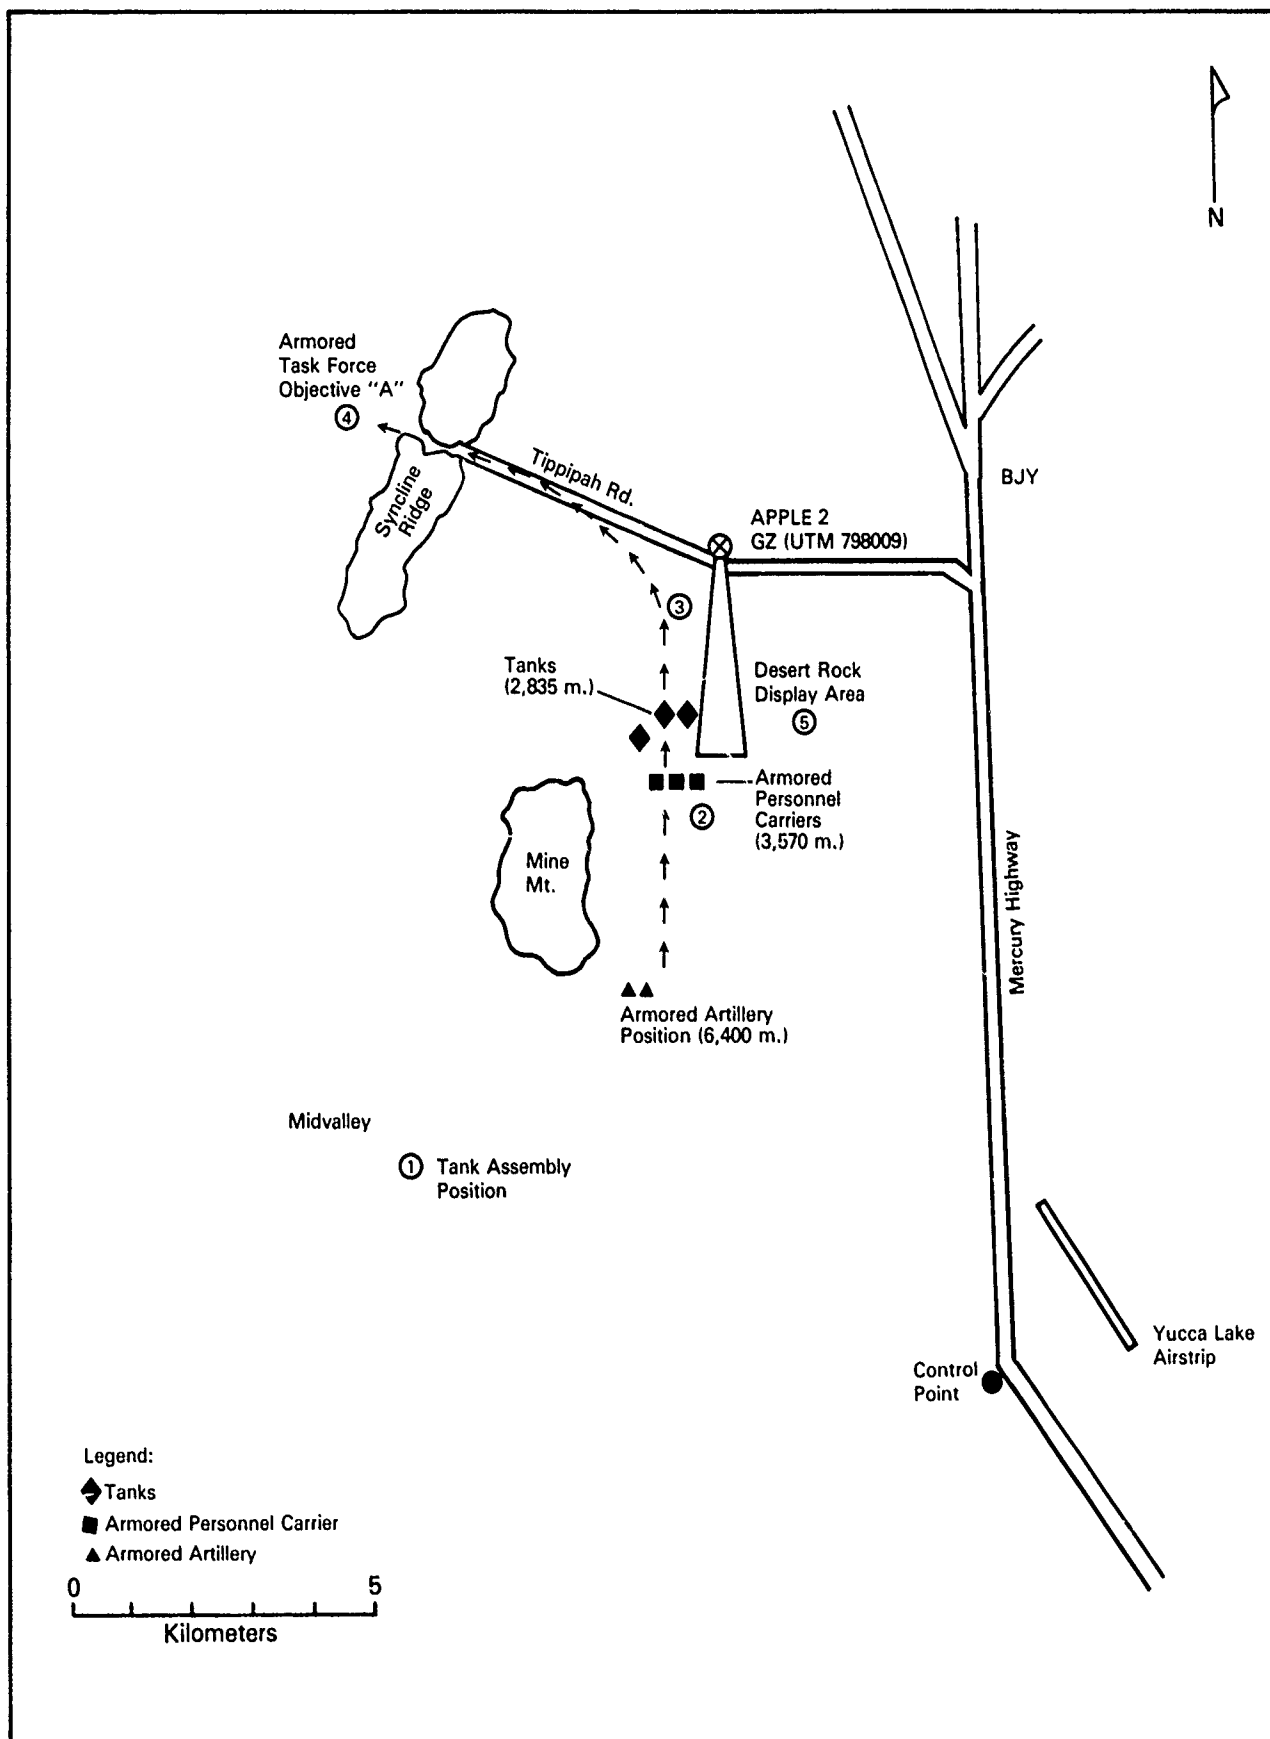 N
Armored
Task Force
Objective "A"
④
Tippipah Rd.
Syncline
Ridge
BJY
APPLE 2
GZ (UTM 798009)
③
Tanks
(2,835 m.)
Desert Rock
Display Area
⑤
Armored
Personnel
Carriers
(3,570 m.)
②
Mine
Mt.
Mercury Highway
Armored Artillery
Position (6,400 m.)
Midvalley
① Tank Assembly
Position
Yucca Lake
Airstrip
Control
Point
Legend:
Tanks
Armored Personnel Carrier
Armored Artillery
0 5
Kilometers